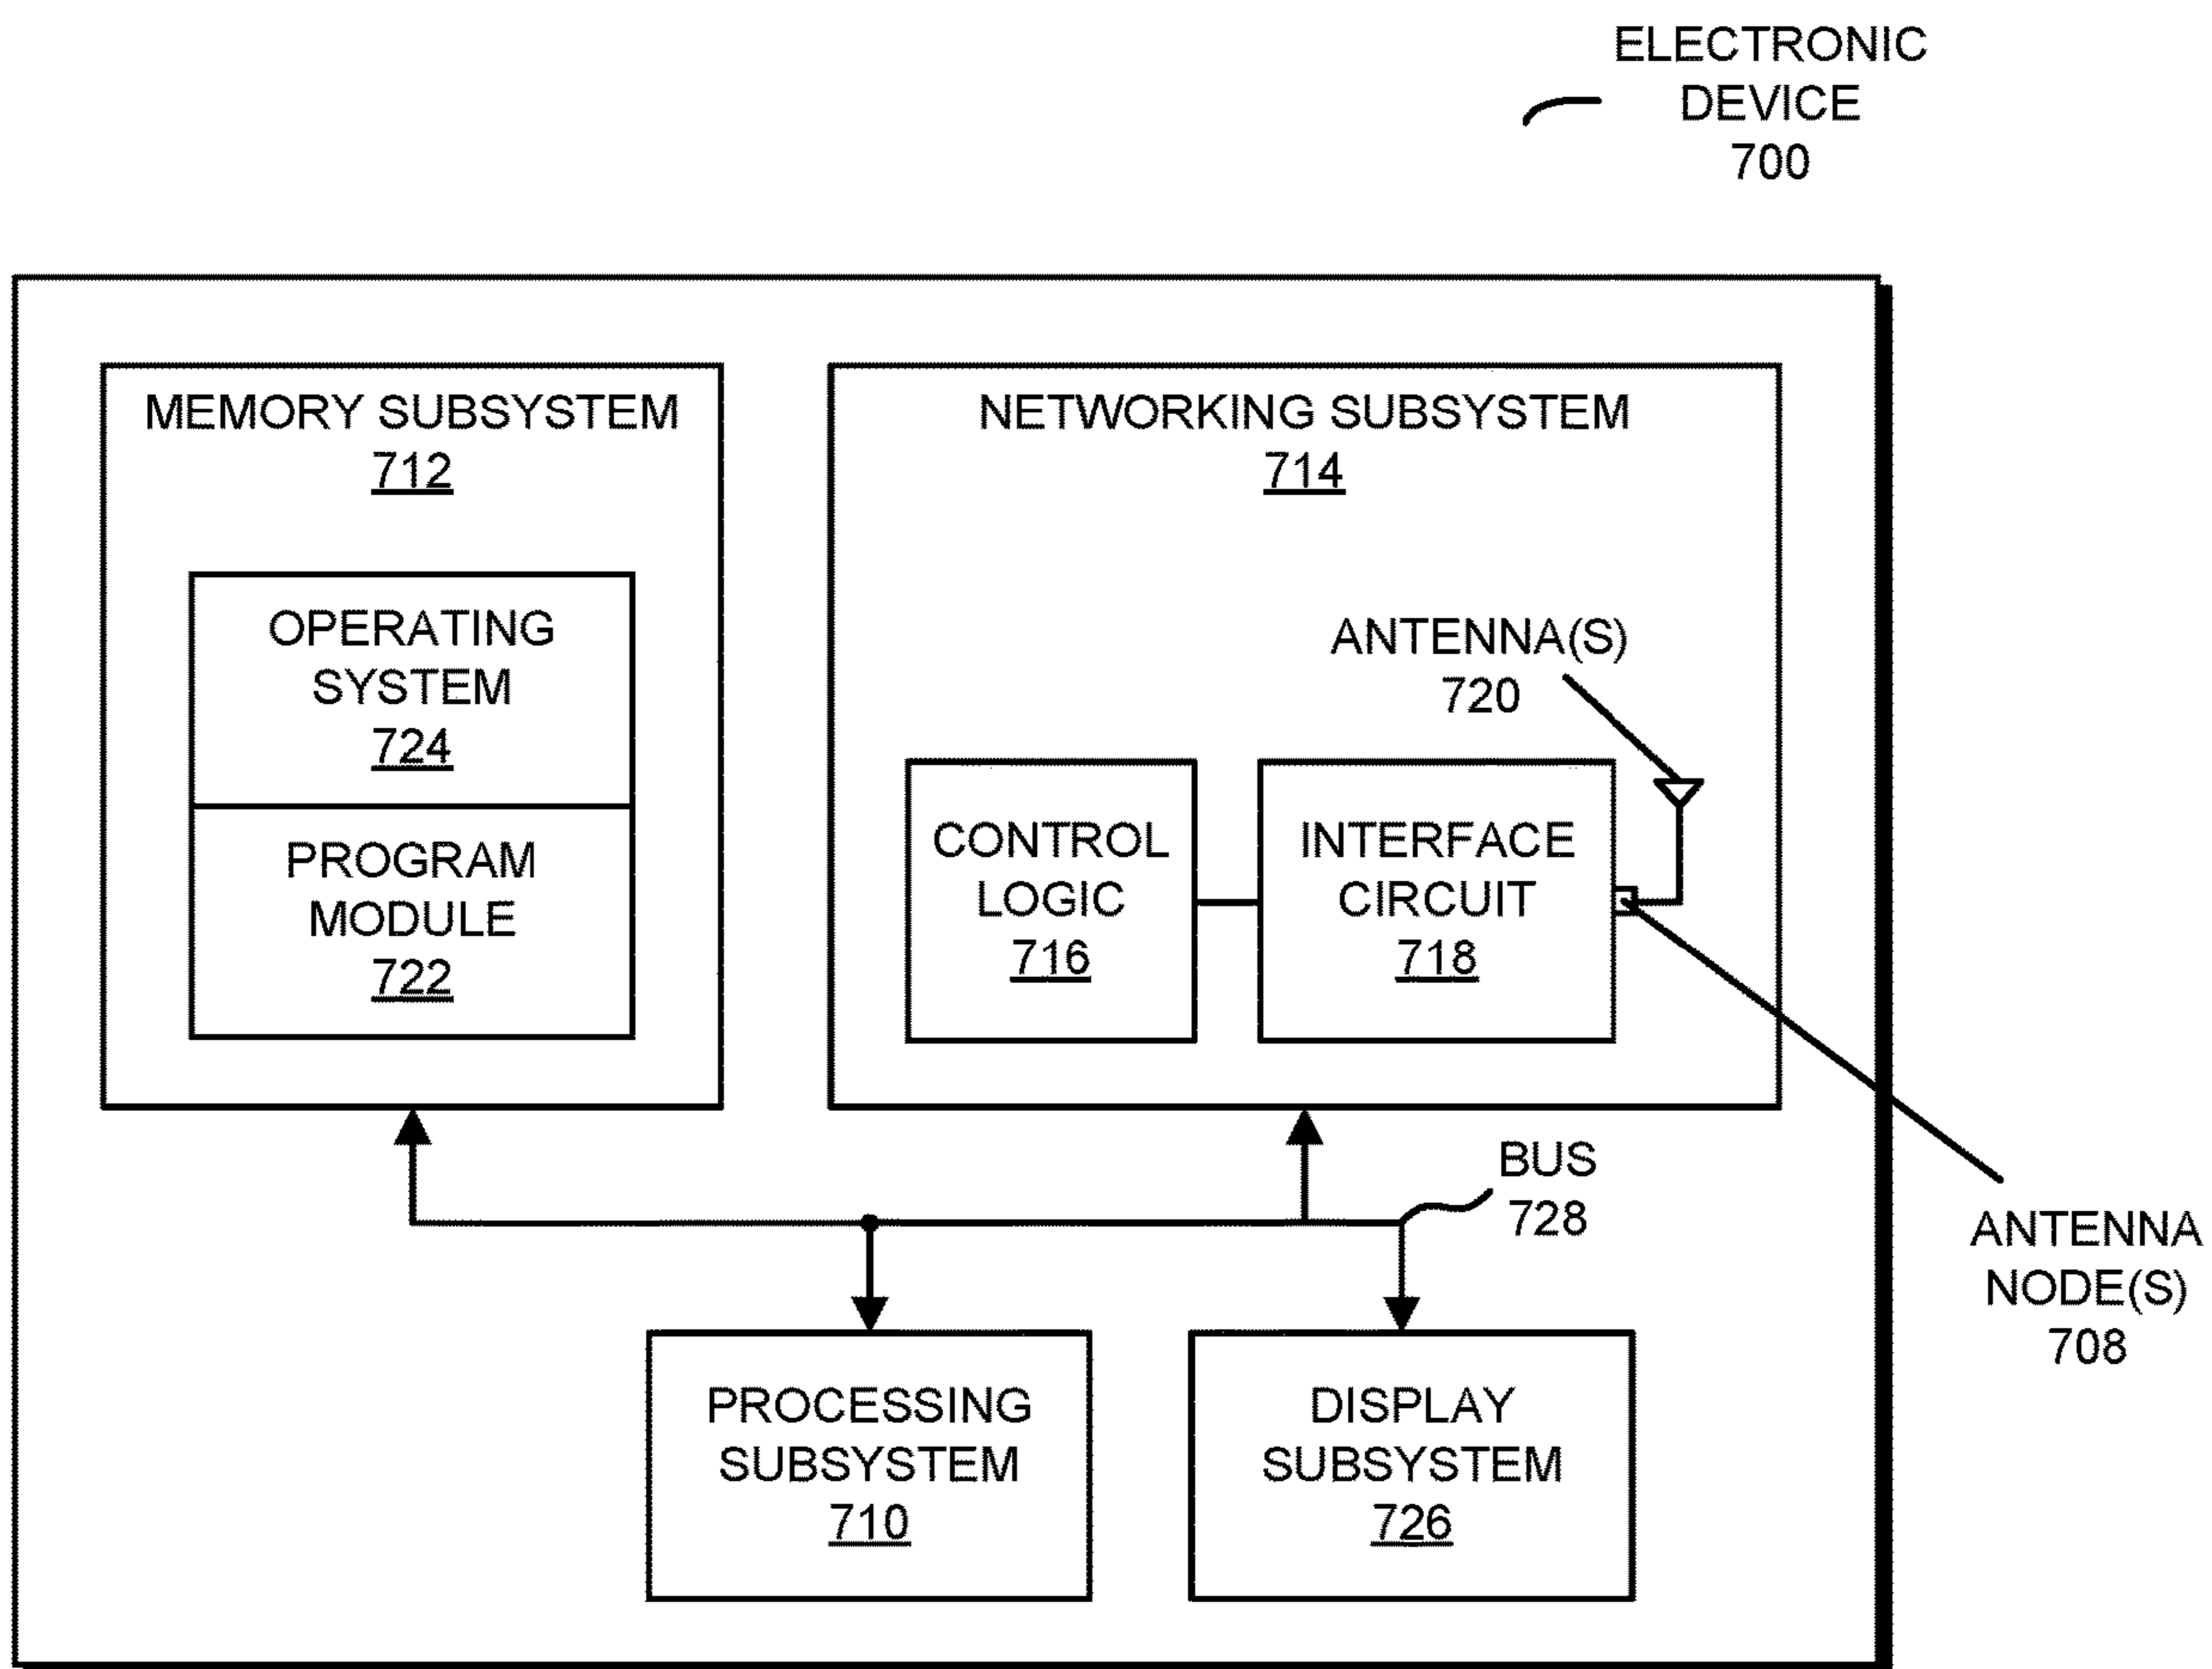 ELECTRONIC
DEVICE
700
MEMORY SUBSYSTEM
712
OPERATING
SYSTEM
724
PROGRAM
MODULE
722
NETWORKING SUBSYSTEM
714
ANTENNA(S)
720
CONTROL
LOGIC
716
INTERFACE
CIRCUIT
718
BUS
728
ANTENNA
NODE(S)
708
PROCESSING
SUBSYSTEM
710
DISPLAY
SUBSYSTEM
726